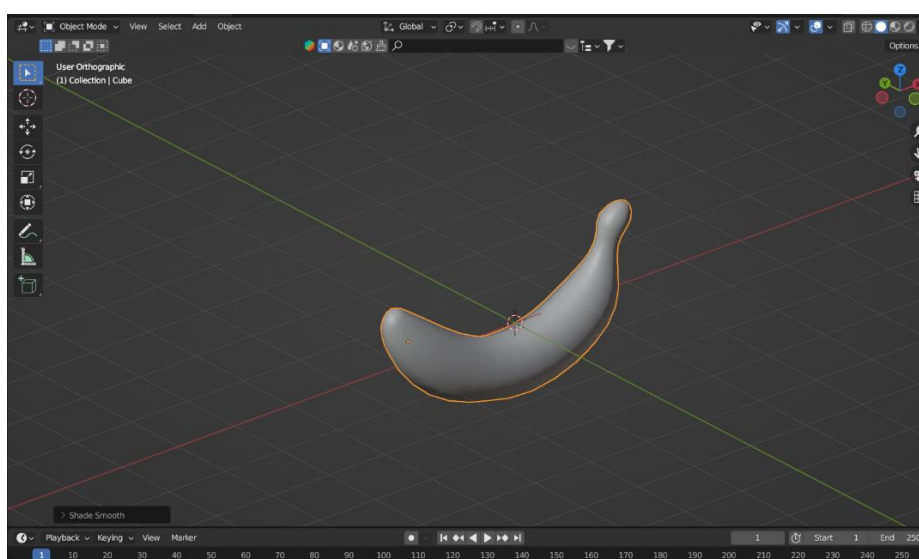 Object Mode View Select Add Object Global
Options
User Orthographic
(1) Collection | Cube
Z
Y
> Shade Smooth
Playback Keying View Marker 1 Start 1 End 250
1 10 20 30 40 50 60 70 80 90 100 110 120 130 140 150 160 170 180 190 200 210 220 230 240 250